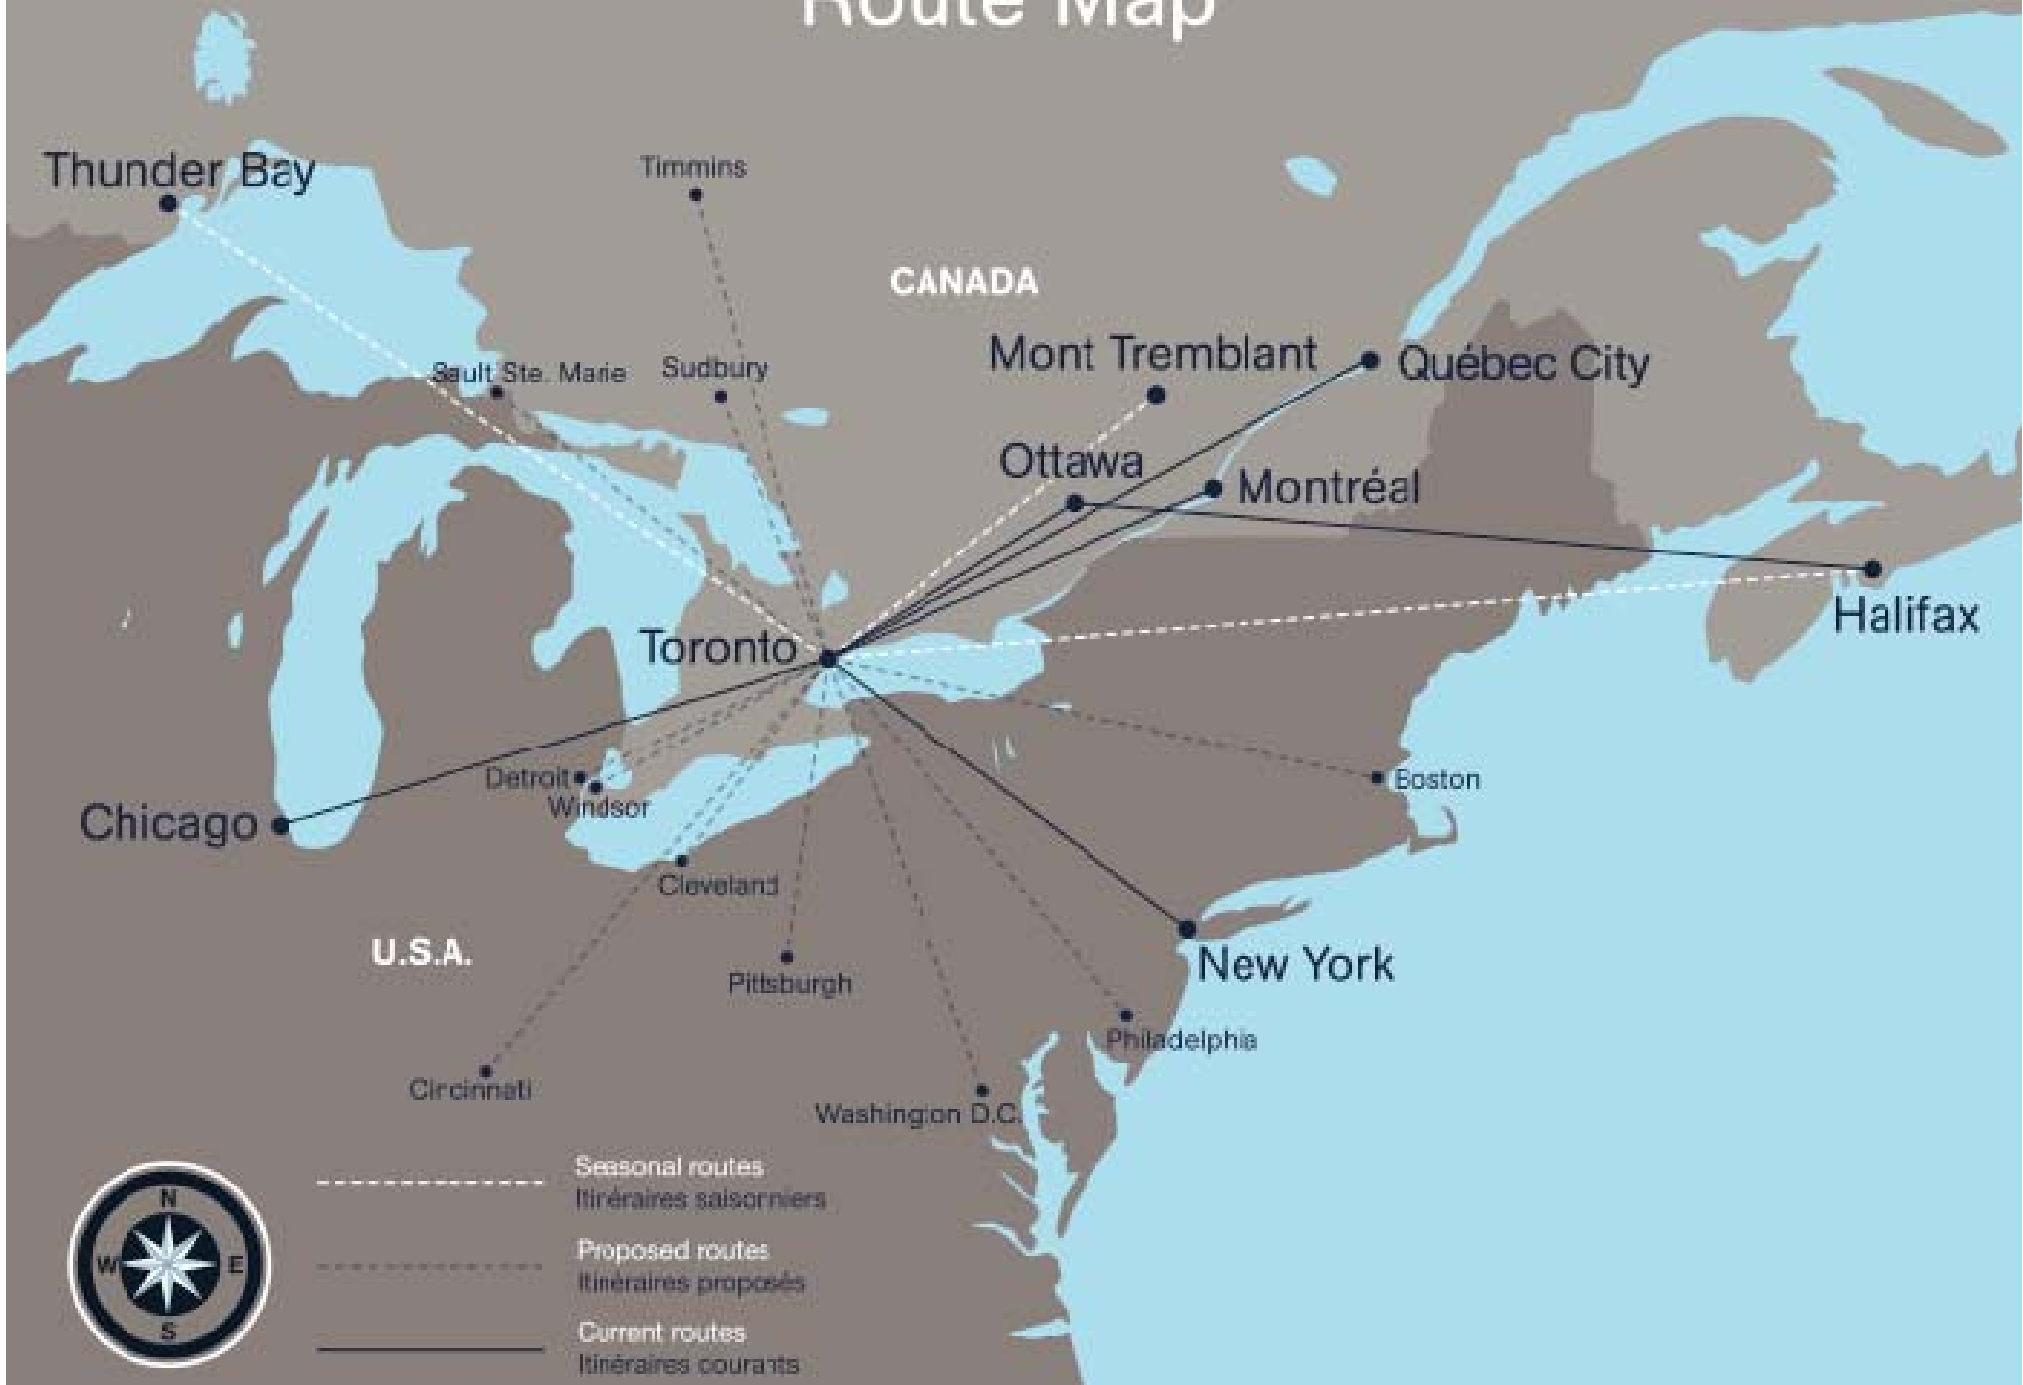 Route Map
Thunder Bay
Timmins
CANADA
Sault Ste. Marie
Sudbury
Mont Tremblant
Québec City
Ottawa
Montréal
Toronto
Halifax
Detroit
Windsor
Boston
Chicago
Cleveland
U.S.A.
New York
Pittsburgh
Philadelphia
Cincinnati
Washington D.C.
N
W
E
S
Seasonal routes
Itinéraires saisonniers
Proposed routes
Itinéraires proposés
Current routes
Itinéraires courants